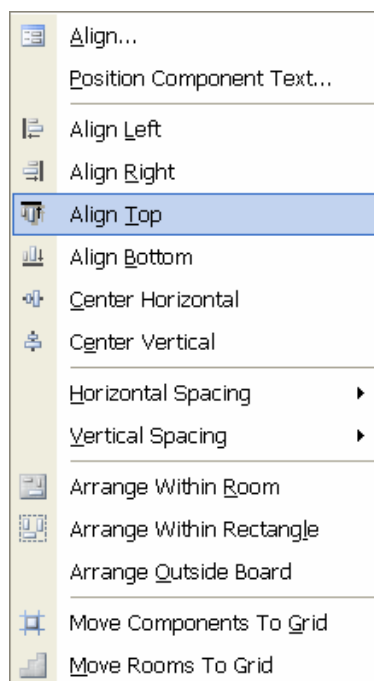 Align...
Position Component Text...
Align Left
Align Right
Align Top
Align Bottom
Center Horizontal
Center Vertical
Horizontal Spacing
Vertical Spacing
Arrange Within Room
Arrange Within Rectangle
Arrange Outside Board
Move Components To Grid
Move Rooms To Grid